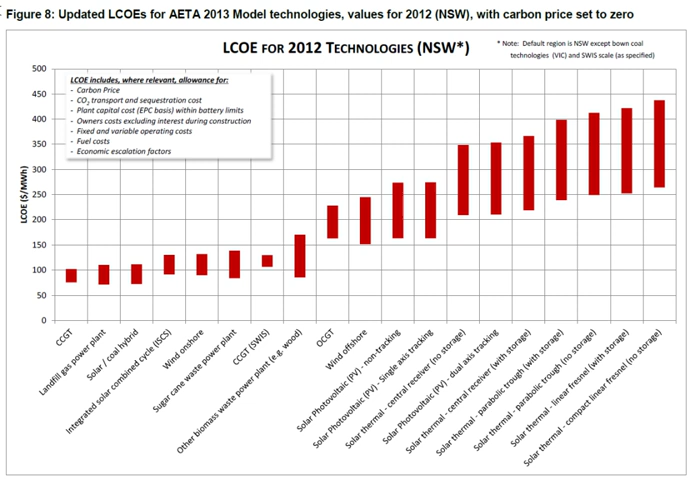 Figure 8: Updated LCOEs for AETA 2013 Model technologies, values for 2012 (NSW), with carbon price set to zero
LCOE FOR 2012 TECHNOLOGIES (NSW*)
* Note: Default region is NSW except bown coal
technologies (VIC) and SWIS scale (as specified)
LCOE includes, where relevant, allowance for:
- Carbon Price
- CO2 transport and sequestration cost
- Plant capital cost (EPC basis) within battery limits
- Owners costs excluding interest during construction
- Fixed and variable operating costs
- Fuel costs
- Economic escalation factors
LCOE ($/MWh)
500
450
400
350
300
250
200
150
100
50
0
CCGT
Landfill gas power plant
Solar / coal hybrid
Integrated solar combined cycle (ISCS)
Wind onshore
Sugar cane waste power plant
CCGT (SWIS)
Other biomass waste power plant (e.g. wood)
OCGT
Wind offshore
Solar Photovoltaic (PV) - non-tracking
Solar Photovoltaic (PV) - Single axis tracking
Solar thermal - central receiver (no storage)
Solar Photovoltaic (PV) - dual axis tracking
Solar thermal - central receiver (with storage)
Solar thermal - parabolic trough (with storage)
Solar thermal - parabolic trough (no storage)
Solar thermal - linear fresnel (with storage)
Solar thermal - compact linear fresnel (no storage)